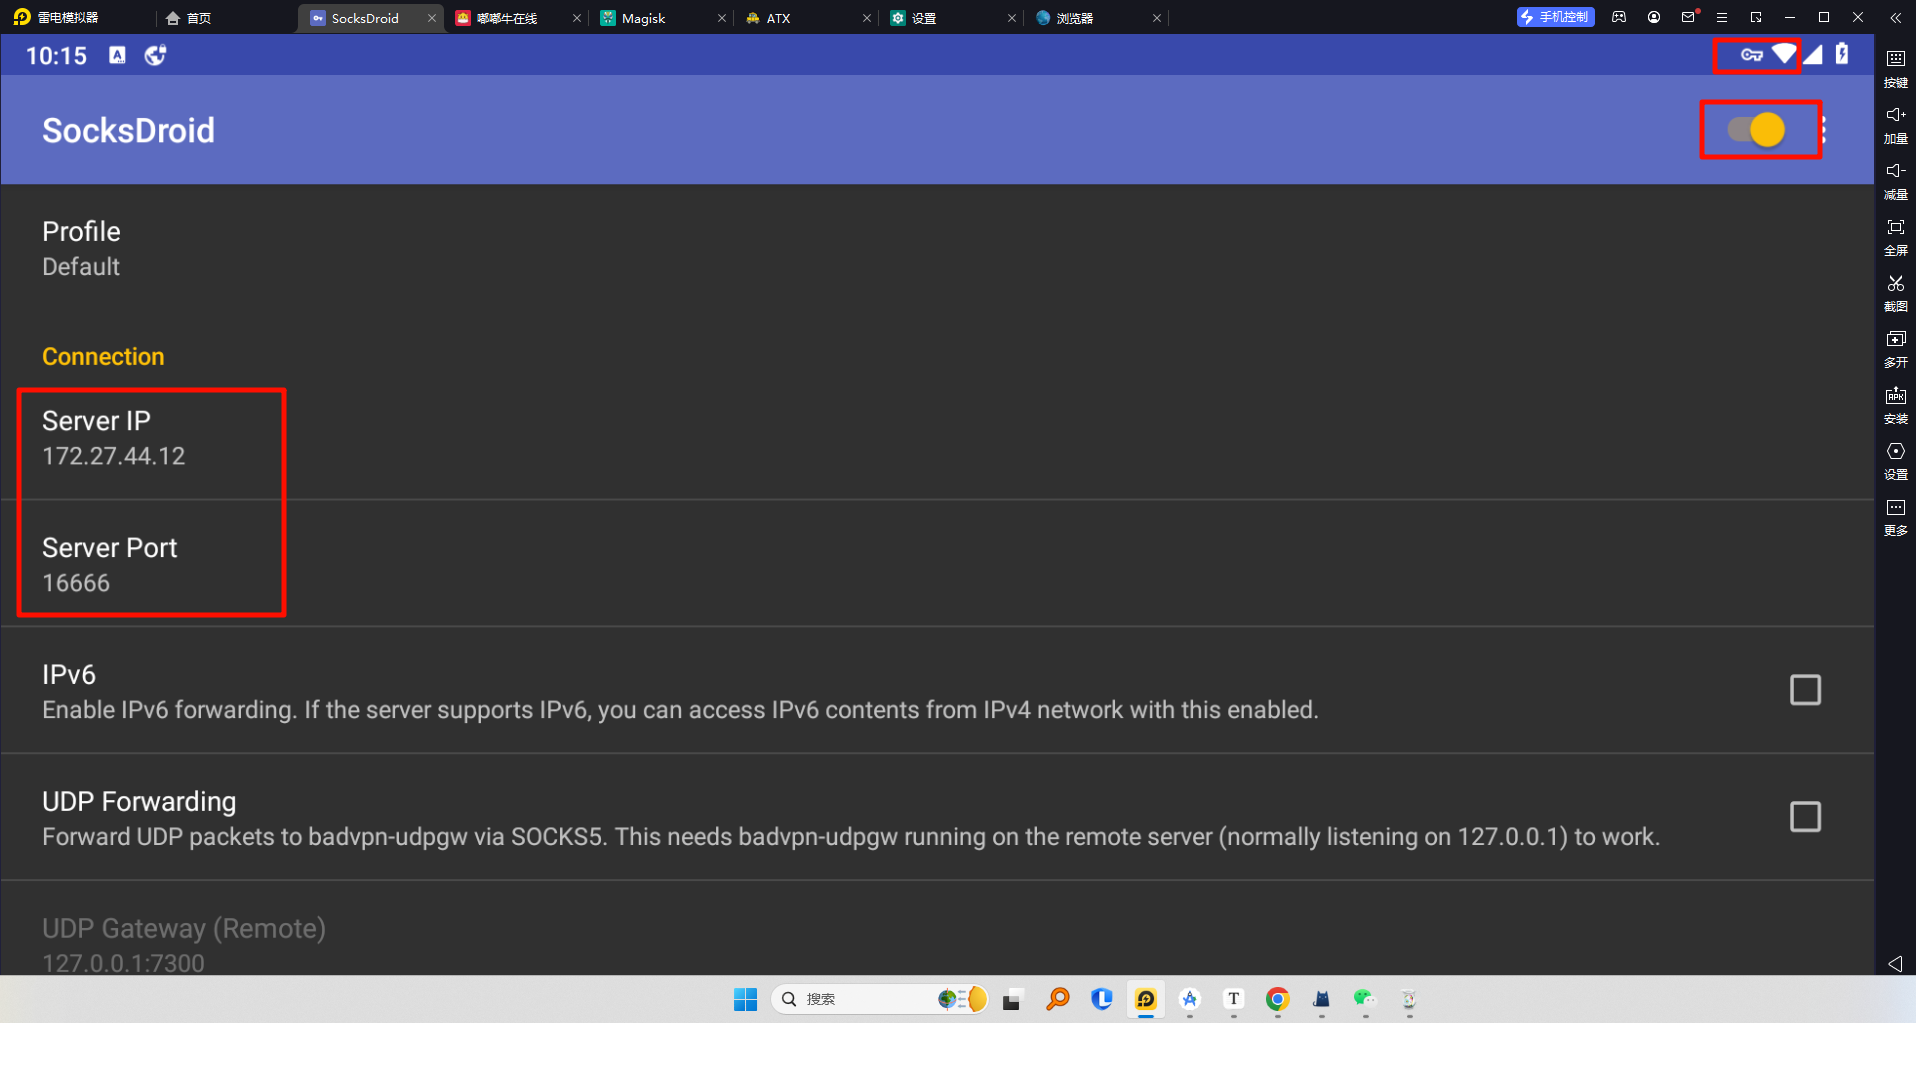 雷电模拟器
首页
SocksDroid
嘟嘟牛在线
Magisk
ATX
设置
浏览器
手机控制
10:15
SocksDroid
Profile
Default
Connection
Server IP
172.27.44.12
Server Port
16666
IPv6
Enable IPv6 forwarding. If the server supports IPv6, you can access IPv6 contents from IPv4 network with this enabled.
UDP Forwarding
Forward UDP packets to badvpn-udpgw via SOCKS5. This needs badvpn-udpgw running on the remote server (normally listening on 127.0.0.1) to work.
UDP Gateway (Remote)
127.0.0.1:7300
按键
加量
减量
全屏
截图
多开
APK
安装
设置
更多
搜索